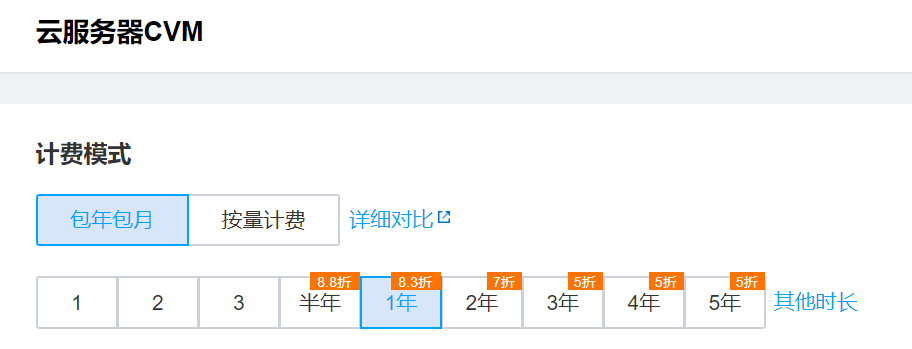 云服务器CVM
计费模式
包年包月 按量计费 详细对比
8.8折 8.3折 7折 5折 5折 5折
1 2 3 半年 1年 2年 3年 4年 5年 其他时长